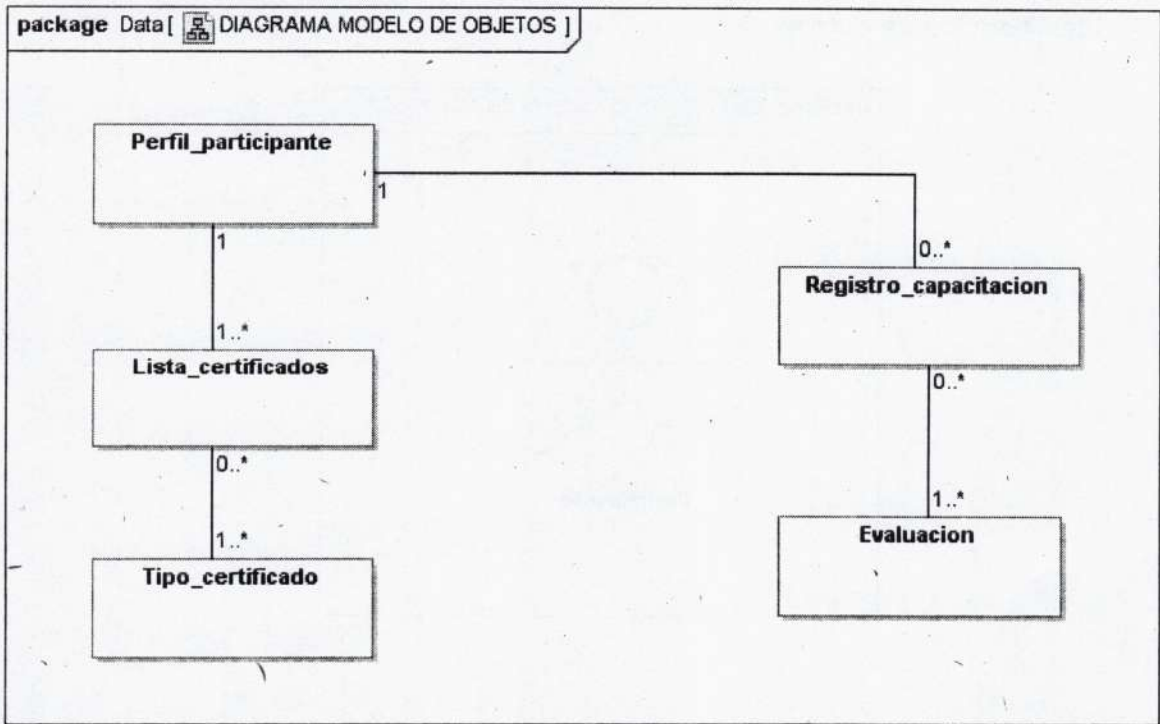 package Data [ DIAGRAMA MODELO DE OBJETOS ]
Perfil_participante
1
1
0..*
Registro_capacitacion
1..*
Lista_certificados
0..*
0..*
1..*
Evaluacion
1..*
Tipo_certificado